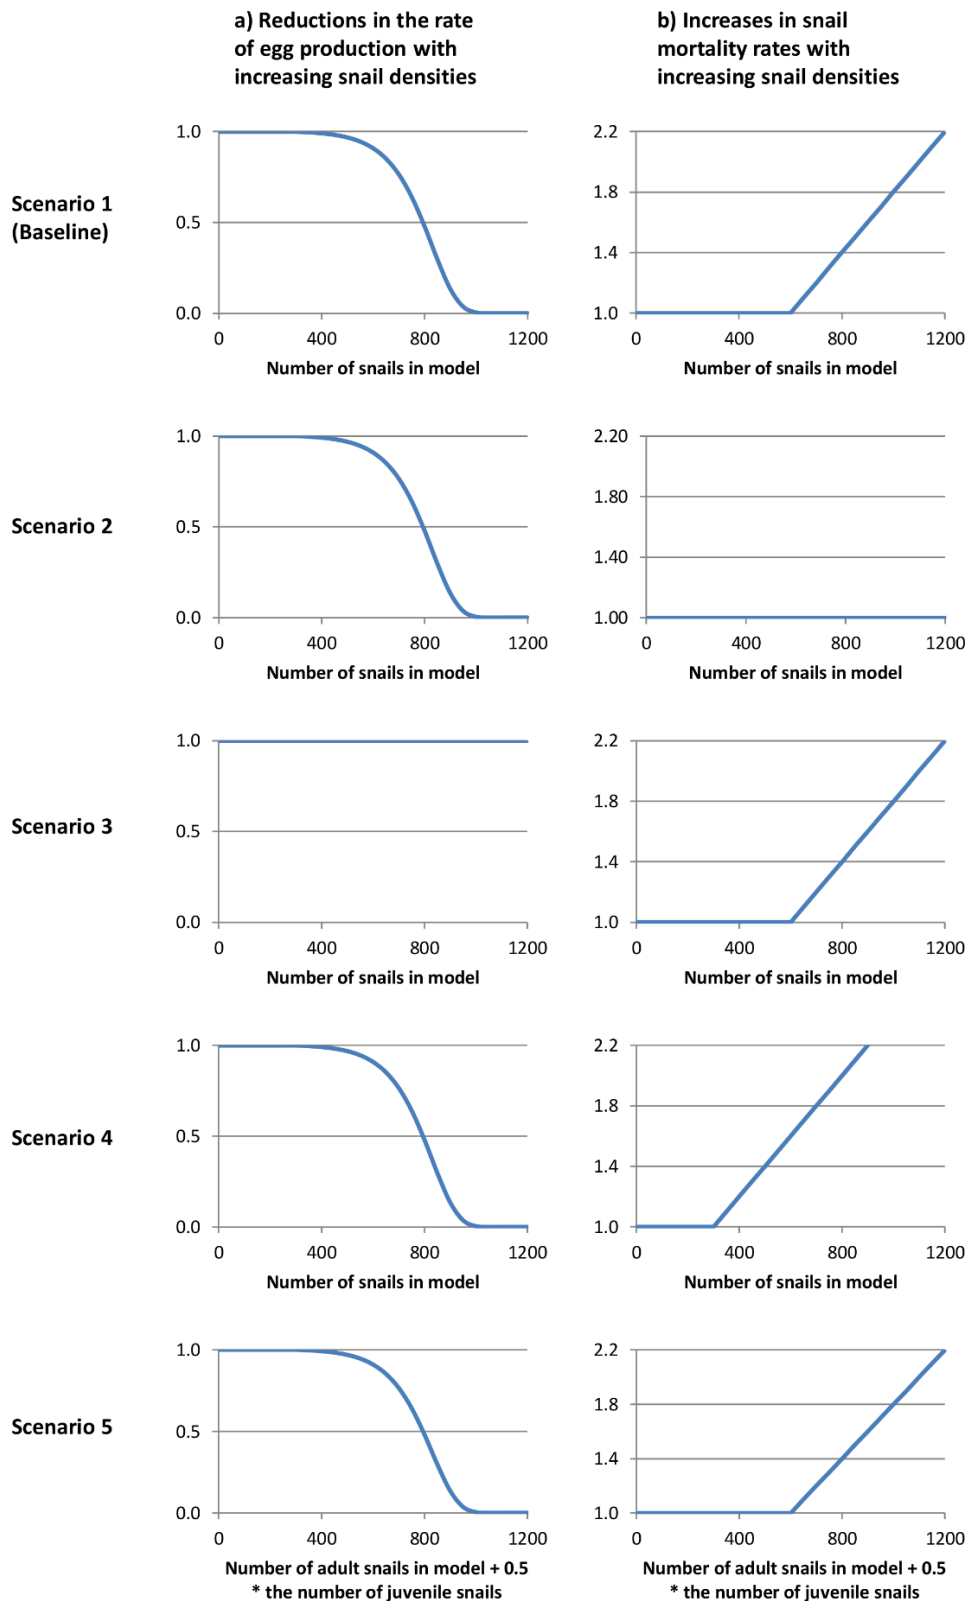 a) Reductions in the rate
of egg production with
increasing snail densities
b) Increases in snail
mortality rates with
increasing snail densities
Scenario 1
(Baseline)
1.0
0.5
0.0
0 400 800 1200
Number of snails in model
2.2
1.8
1.4
1.0
0 400 800 1200
Number of snails in model
Scenario 2
1.0
0.5
0.0
0 400 800 1200
Number of snails in model
2.20
1.80
1.40
1.00
0 400 800 1200
Number of snails in model
Scenario 3
1.0
0.5
0.0
0 400 800 1200
Number of snails in model
2.2
1.8
1.4
1.0
0 400 800 1200
Number of snails in model
Scenario 4
1.0
0.5
0.0
0 400 800 1200
Number of snails in model
2.2
1.8
1.4
1.0
0 400 800 1200
Number of snails in model
Scenario 5
1.0
0.5
0.0
0 400 800 1200
Number of adult snails in model + 0.5
* the number of juvenile snails
2.2
1.8
1.4
1.0
0 400 800 1200
Number of adult snails in model + 0.5
* the number of juvenile snails